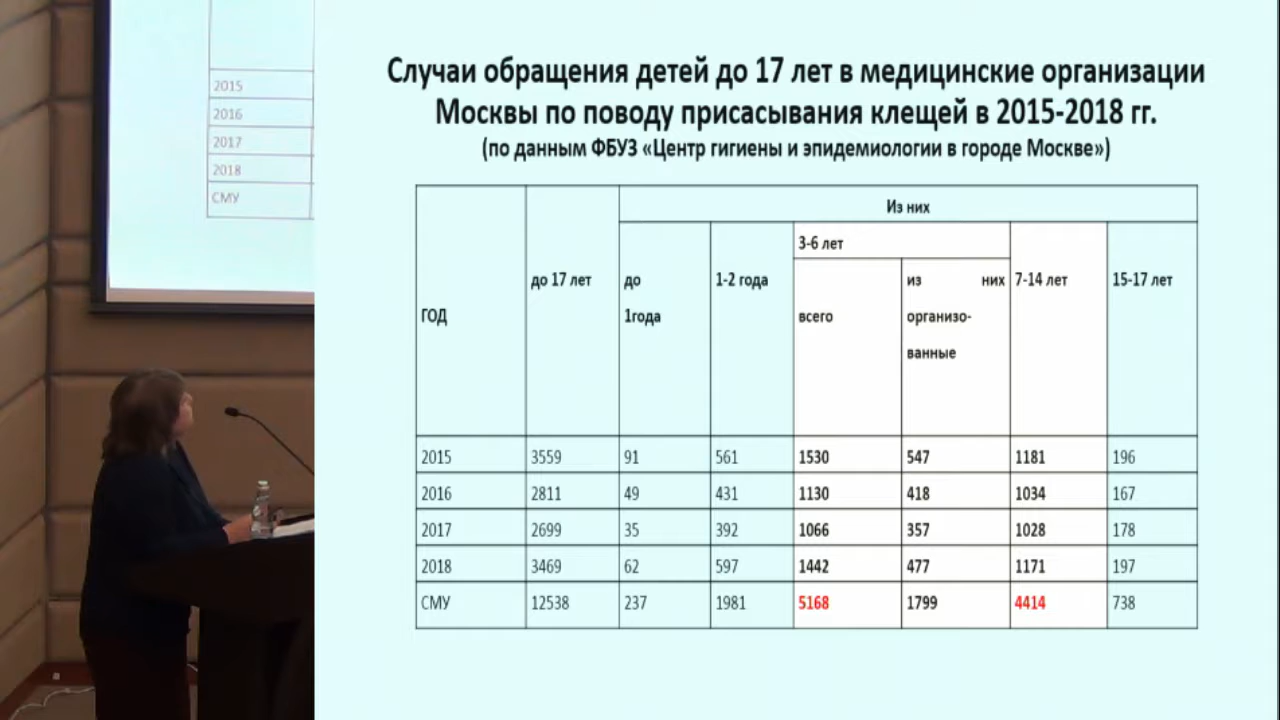 2015
2016
2017
2018
СМУ
Случаи обращения детей до 17 лет в медицинские организации
Москвы по поводу присасывания клещей в 2015-2018 гг.
(по данным ФБУЗ «Центр гигиены и эпидемиологии в городе Москве»)
ГОД
до 17 лет
Из них
до
1года
1-2 года
3-6 лет
всего
из них
организо-
ванные
7-14 лет
15-17 лет
2015 3559 91 561 1530 547 1181 196
2016 2811 49 431 1130 418 1034 167
2017 2699 35 392 1066 357 1028 178
2018 3469 62 597 1442 477 1171 197
СМУ 12538 237 1981 5168 1799 4414 738